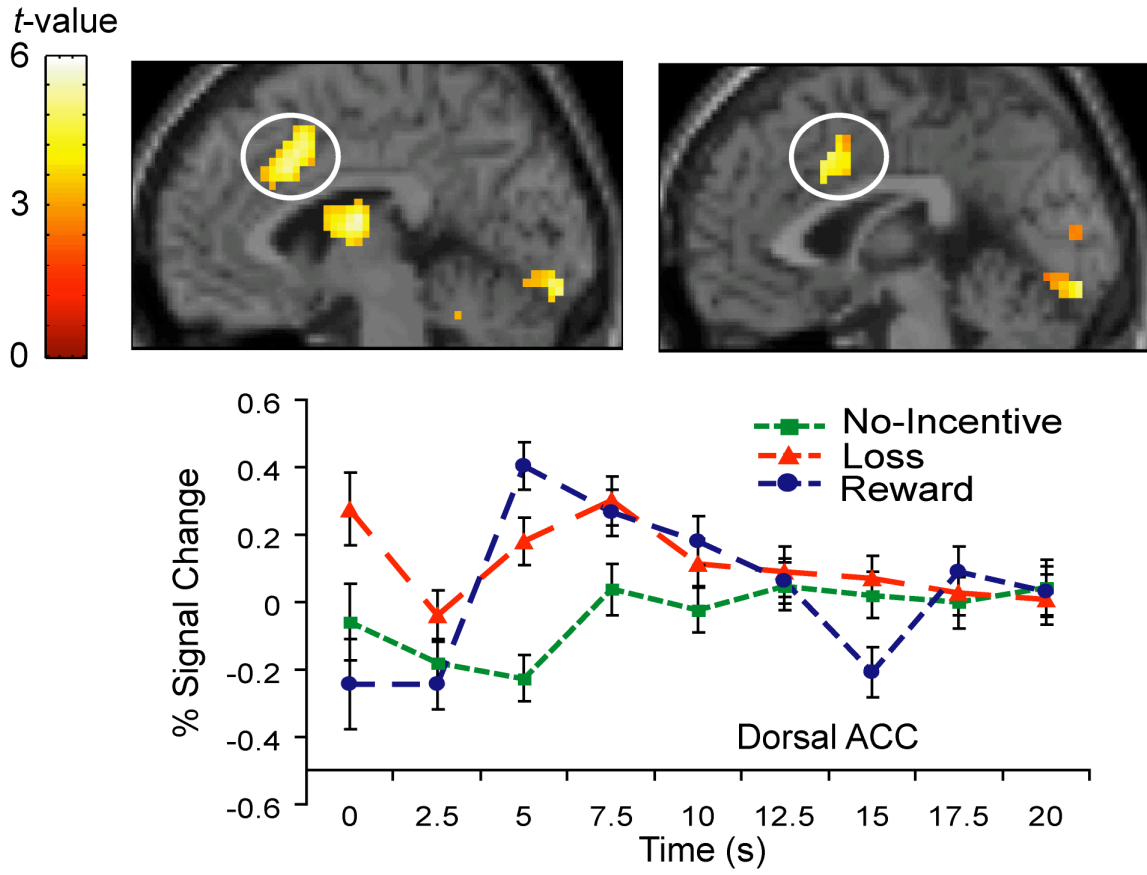 t-value
6
3
0
0.6
0.4
0.2
0
-0.2
-0.4
-0.6
% Signal Change
No-Incentive
Loss
Reward
Dorsal ACC
0 2.5 5 7.5 10 12.5 15 17.5 20
Time (s)